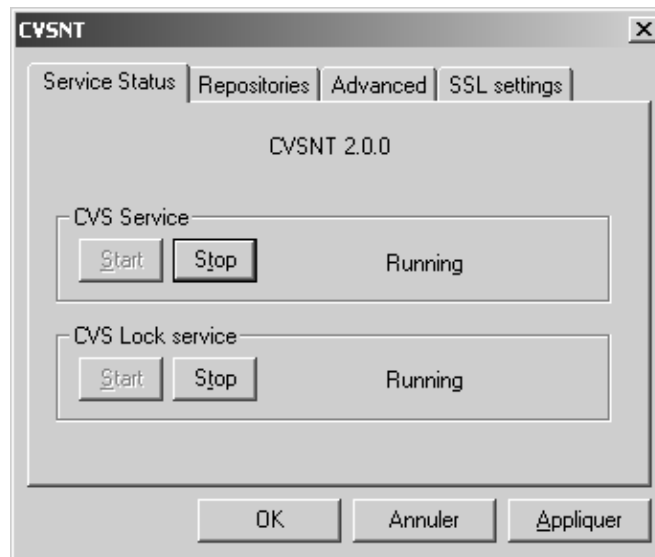 CVSNT
Service Status Repositories Advanced SSL settings
CVSNT 2.0.0
CVS Service
Start Stop Running
CVS Lock service
Start Stop Running
OK Annuler Appliquer